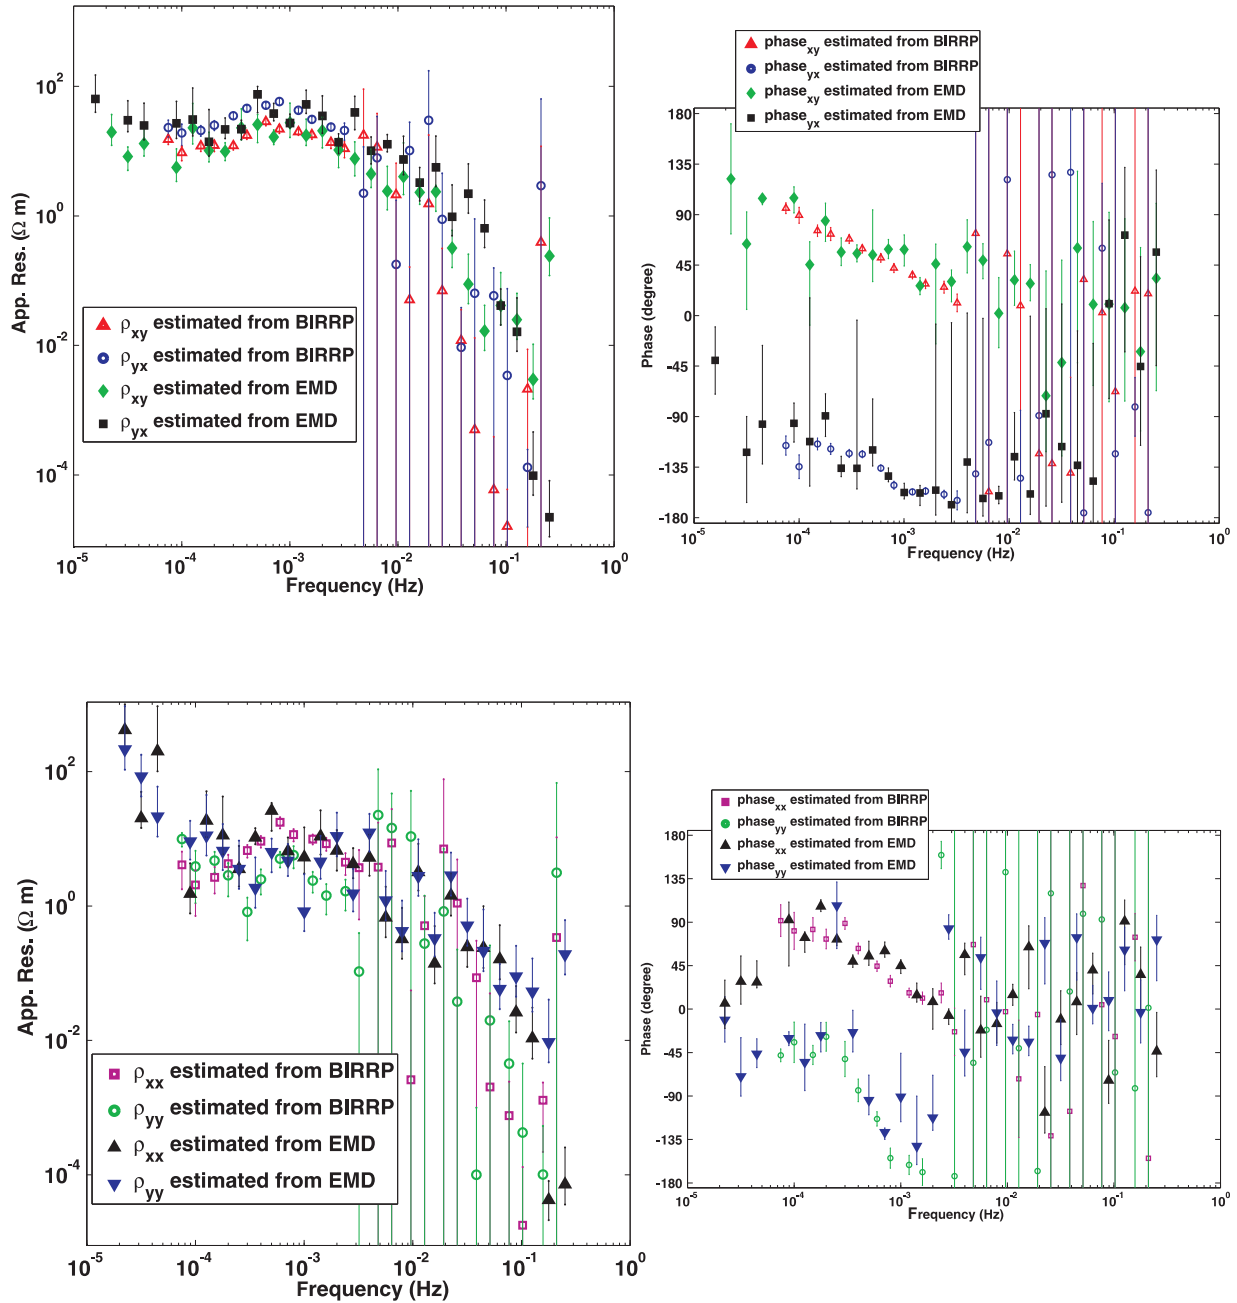 App. Res. (Ω m)
10^2
10^0
10^-2
10^-4
ρxy estimated from BIRRP
ρyx estimated from BIRRP
ρxy estimated from EMD
ρyx estimated from EMD
10^-5 10^-4 10^-3 10^-2 10^-1 10^0
Frequency (Hz)
phasexy estimated from BIRRP
phaseyx estimated from BIRRP
phasexy estimated from EMD
phaseyx estimated from EMD
Phase (degree)
180
135
90
45
0
-45
-90
-135
-180
10^-5 10^-4 10^-3 10^-2 10^-1 10^0
Frequency (Hz)
App. Res. (Ω m)
10^2
10^0
10^-2
10^-4
ρxx estimated from BIRRP
ρyy estimated from BIRRP
ρxx estimated from EMD
ρyy estimated from EMD
10^-5 10^-4 10^-3 10^-2 10^-1 10^0
Frequency (Hz)
phasexx estimated from BIRRP
phaseyy estimated from BIRRP
phasexx estimated from EMD
phaseyy estimated from EMD
Phase (degree)
180
135
90
45
0
-45
-90
-135
-180
10^-5 10^-4 10^-3 10^-2 10^-1 10^0
Frequency (Hz)